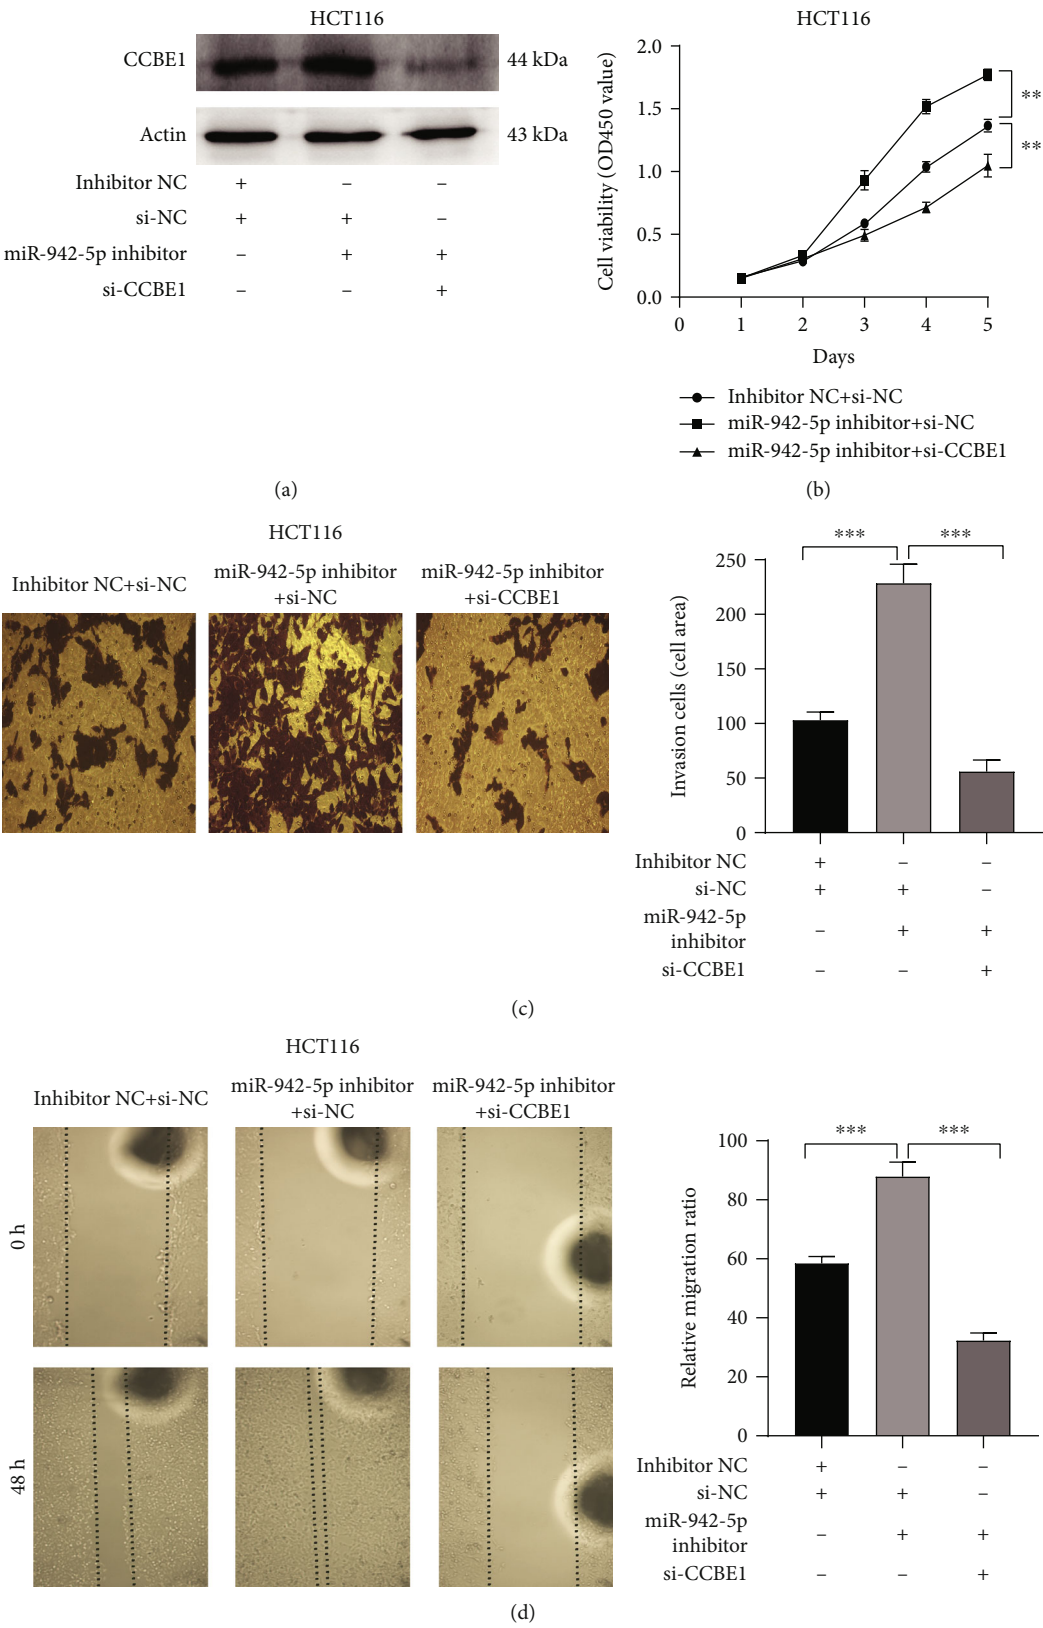 HCT116
CCBE1 44 kDa
Actin 43 kDa
Inhibitor NC + – –
si-NC + + –
miR-942-5p inhibitor – + +
si-CCBE1 – – +
(a)
HCT116
Cell viability (OD450 value)
2.0
1.5
1.0
0.5
0.0
0 1 2 3 4 5
Days
**
**
Inhibitor NC+si-NC
miR-942-5p inhibitor+si-NC
miR-942-5p inhibitor+si-CCBE1
(b)
HCT116
Inhibitor NC+si-NC
miR-942-5p inhibitor
+si-NC
miR-942-5p inhibitor
+si-CCBE1
Invasion cells (cell area)
250
200
150
100
50
0
*** ***
Inhibitor NC + – –
si-NC + + –
miR-942-5p
inhibitor – + +
si-CCBE1 – – +
(c)
HCT116
Inhibitor NC+si-NC
miR-942-5p inhibitor
+si-NC
miR-942-5p inhibitor
+si-CCBE1
0 h
48 h
Relative migration ratio
100
80
60
40
20
0
*** ***
Inhibitor NC + – –
si-NC + + –
miR-942-5p
inhibitor – + +
si-CCBE1 – – +
(d)